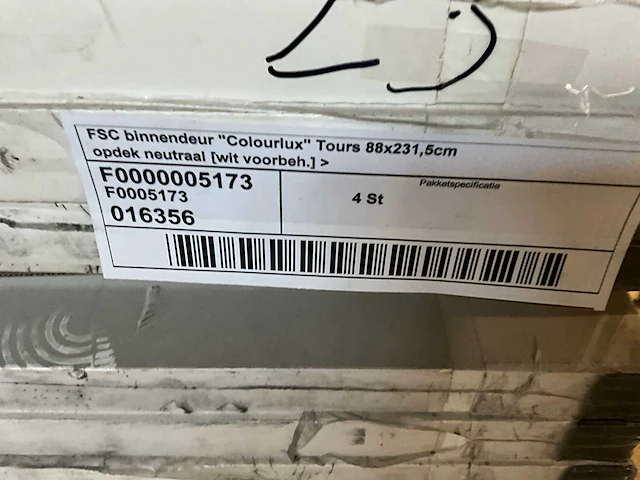 FSC binnendeur "Colourlux" Tours 88x231,5cm
opdek neutraal [wit voorbeh.] >
F0000005173
F0005173
016356
Pakketspecificatie
4 St